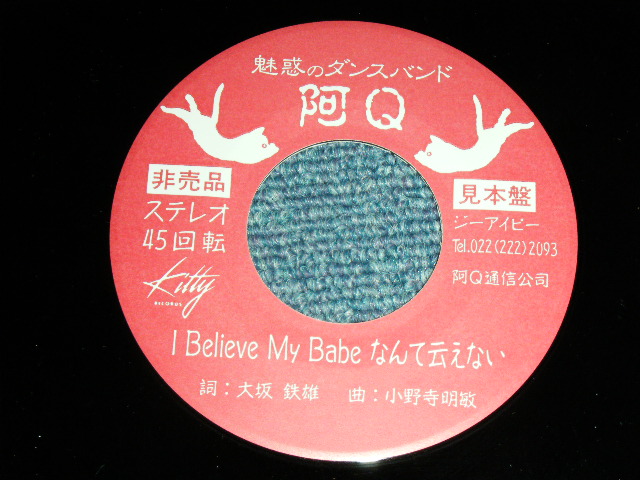 魅惑のダンスバンド
阿Q
非売品
ステレオ
45回転
Kitty
RECORDS
見本盤
ジーアイピー
Tel.022(222)2093
阿Q通信公司
I Believe My Babe なんて云えない
詞:大坂 鉄雄 曲:小野寺明敏